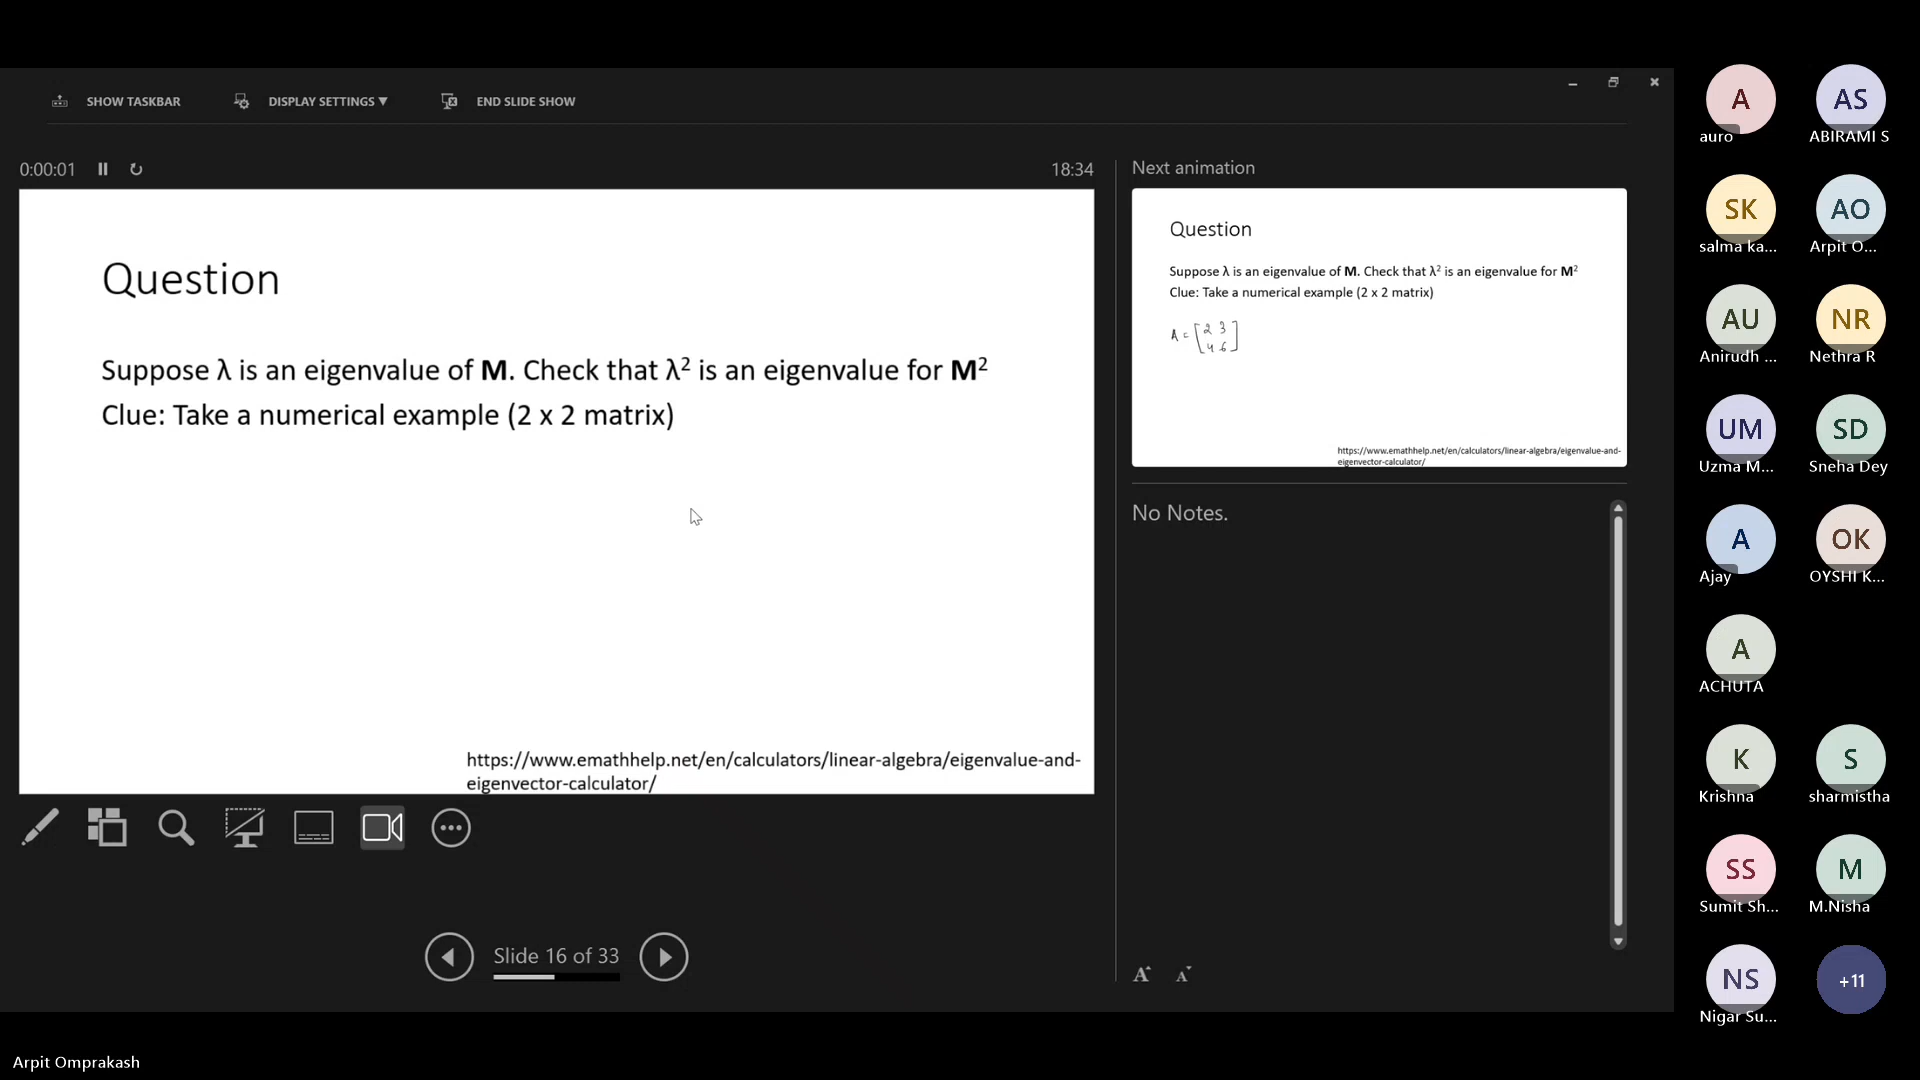 SHOW TASKBAR
DISPLAY SETTINGS ▼
END SLIDE SHOW
0:00:01
18:34
Question
Suppose λ is an eigenvalue of M. Check that λ² is an eigenvalue for M²
Clue: Take a numerical example (2 x 2 matrix)
https://www.emathhelp.net/en/calculators/linear-algebra/eigenvalue-and-
eigenvector-calculator/
Slide 16 of 33
Next animation
Question
Suppose λ is an eigenvalue of M. Check that λ² is an eigenvalue for M²
Clue: Take a numerical example (2 x 2 matrix)
A = [2 3
4 6]
https://www.emathhelp.net/en/calculators/linear-algebra/eigenvalue-and-
eigenvector-calculator/
No Notes.
A A
A
auro
AS
ABIRAMI S
SK
salma ka...
AO
Arpit O...
AU
Anirudh ...
NR
Nethra R
UM
Uzma M...
SD
Sneha Dey
A
Ajay
OK
OYSHI K...
A
ACHUTA
K
Krishna
S
sharmistha
SS
Sumit Sh...
M
M.Nisha
NS
Nigar Su...
+11
Arpit Omprakash